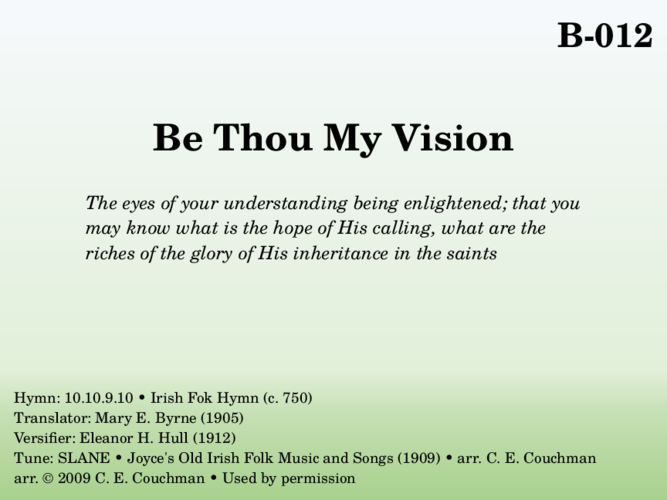 B-012
Be Thou My Vision
The eyes of your understanding being enlightened; that you
may know what is the hope of His calling, what are the
riches of the glory of His inheritance in the saints
Hymn: 10.10.9.10 • Irish Fok Hymn (c. 750)
Translator: Mary E. Byrne (1905)
Versifier: Eleanor H. Hull (1912)
Tune: SLANE • Joyce's Old Irish Folk Music and Songs (1909) • arr. C. E. Couchman
arr. © 2009 C. E. Couchman • Used by permission